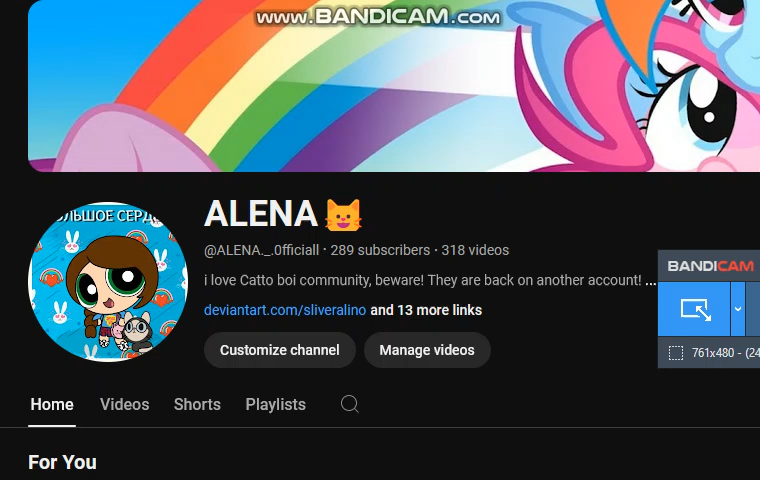 www.BANDICAM.com
ОЛЬШОЕ СЕРД
ALENA
@ALENA._.0fficiall · 289 subscribers · 318 videos
i love Catto boi community, beware! They are back on another account! ...
deviantart.com/sliveralino and 13 more links
Customize channel Manage videos
BANDICAM
761x480 - (24
Home Videos Shorts Playlists
For You